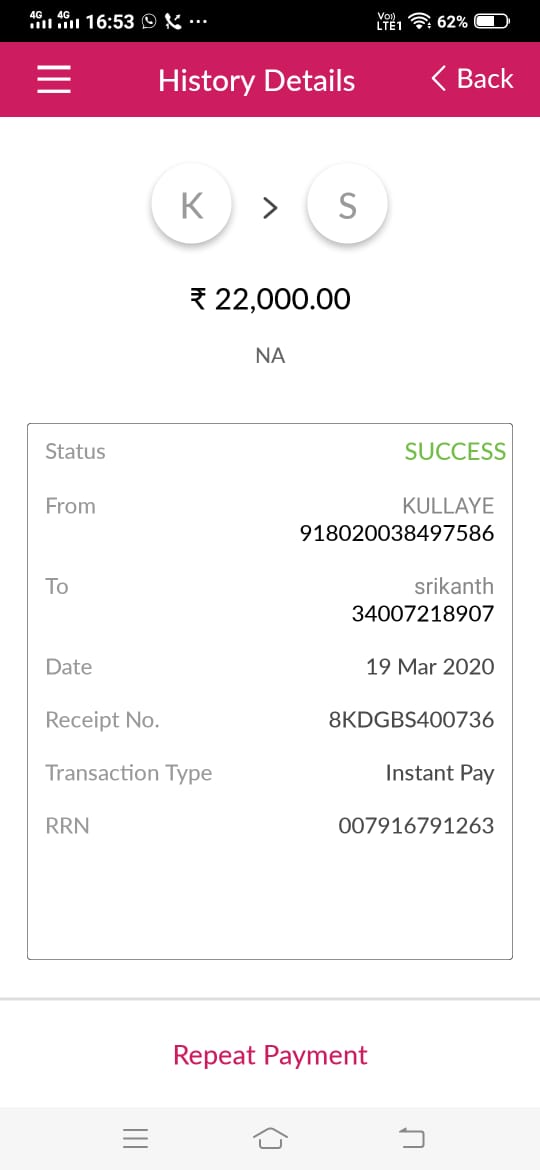 4G 4G 16:53 ... Vo)) LTE1 62%
History Details
Back
K > S
₹ 22,000.00
NA
Status SUCCESS
From KULLAYE
918020038497586
To srikanth
34007218907
Date 19 Mar 2020
Receipt No. 8KDGBS400736
Transaction Type Instant Pay
RRN 007916791263
Repeat Payment